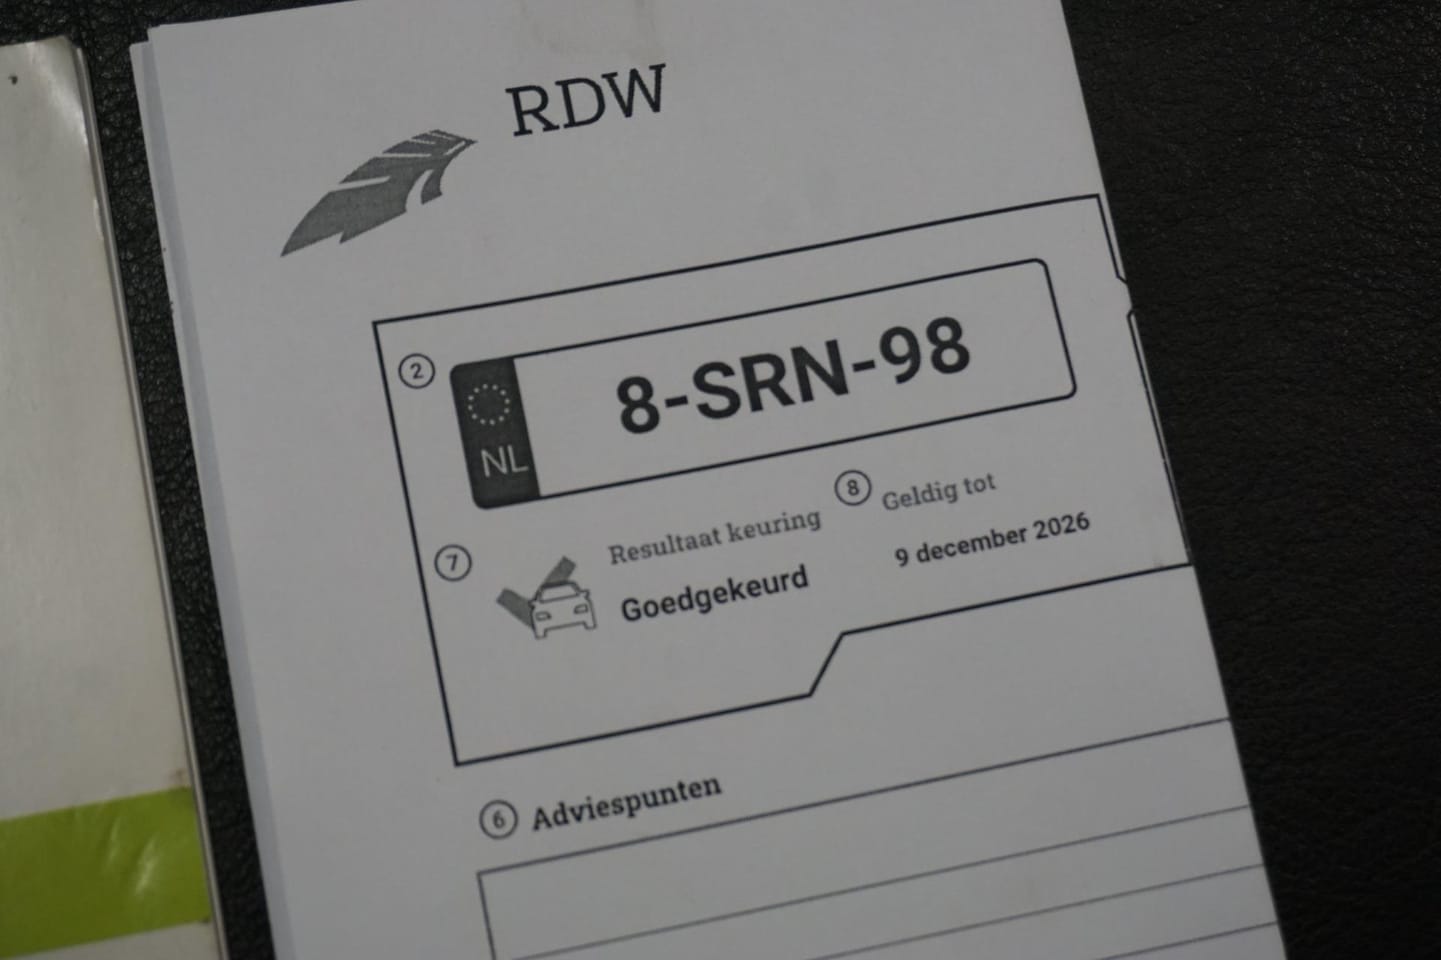 RDW
2
NL
8-SRN-98
7
Resultaat keuring
Goedgekeurd
8
Geldig tot
9 december 2026
6
Adviespunten